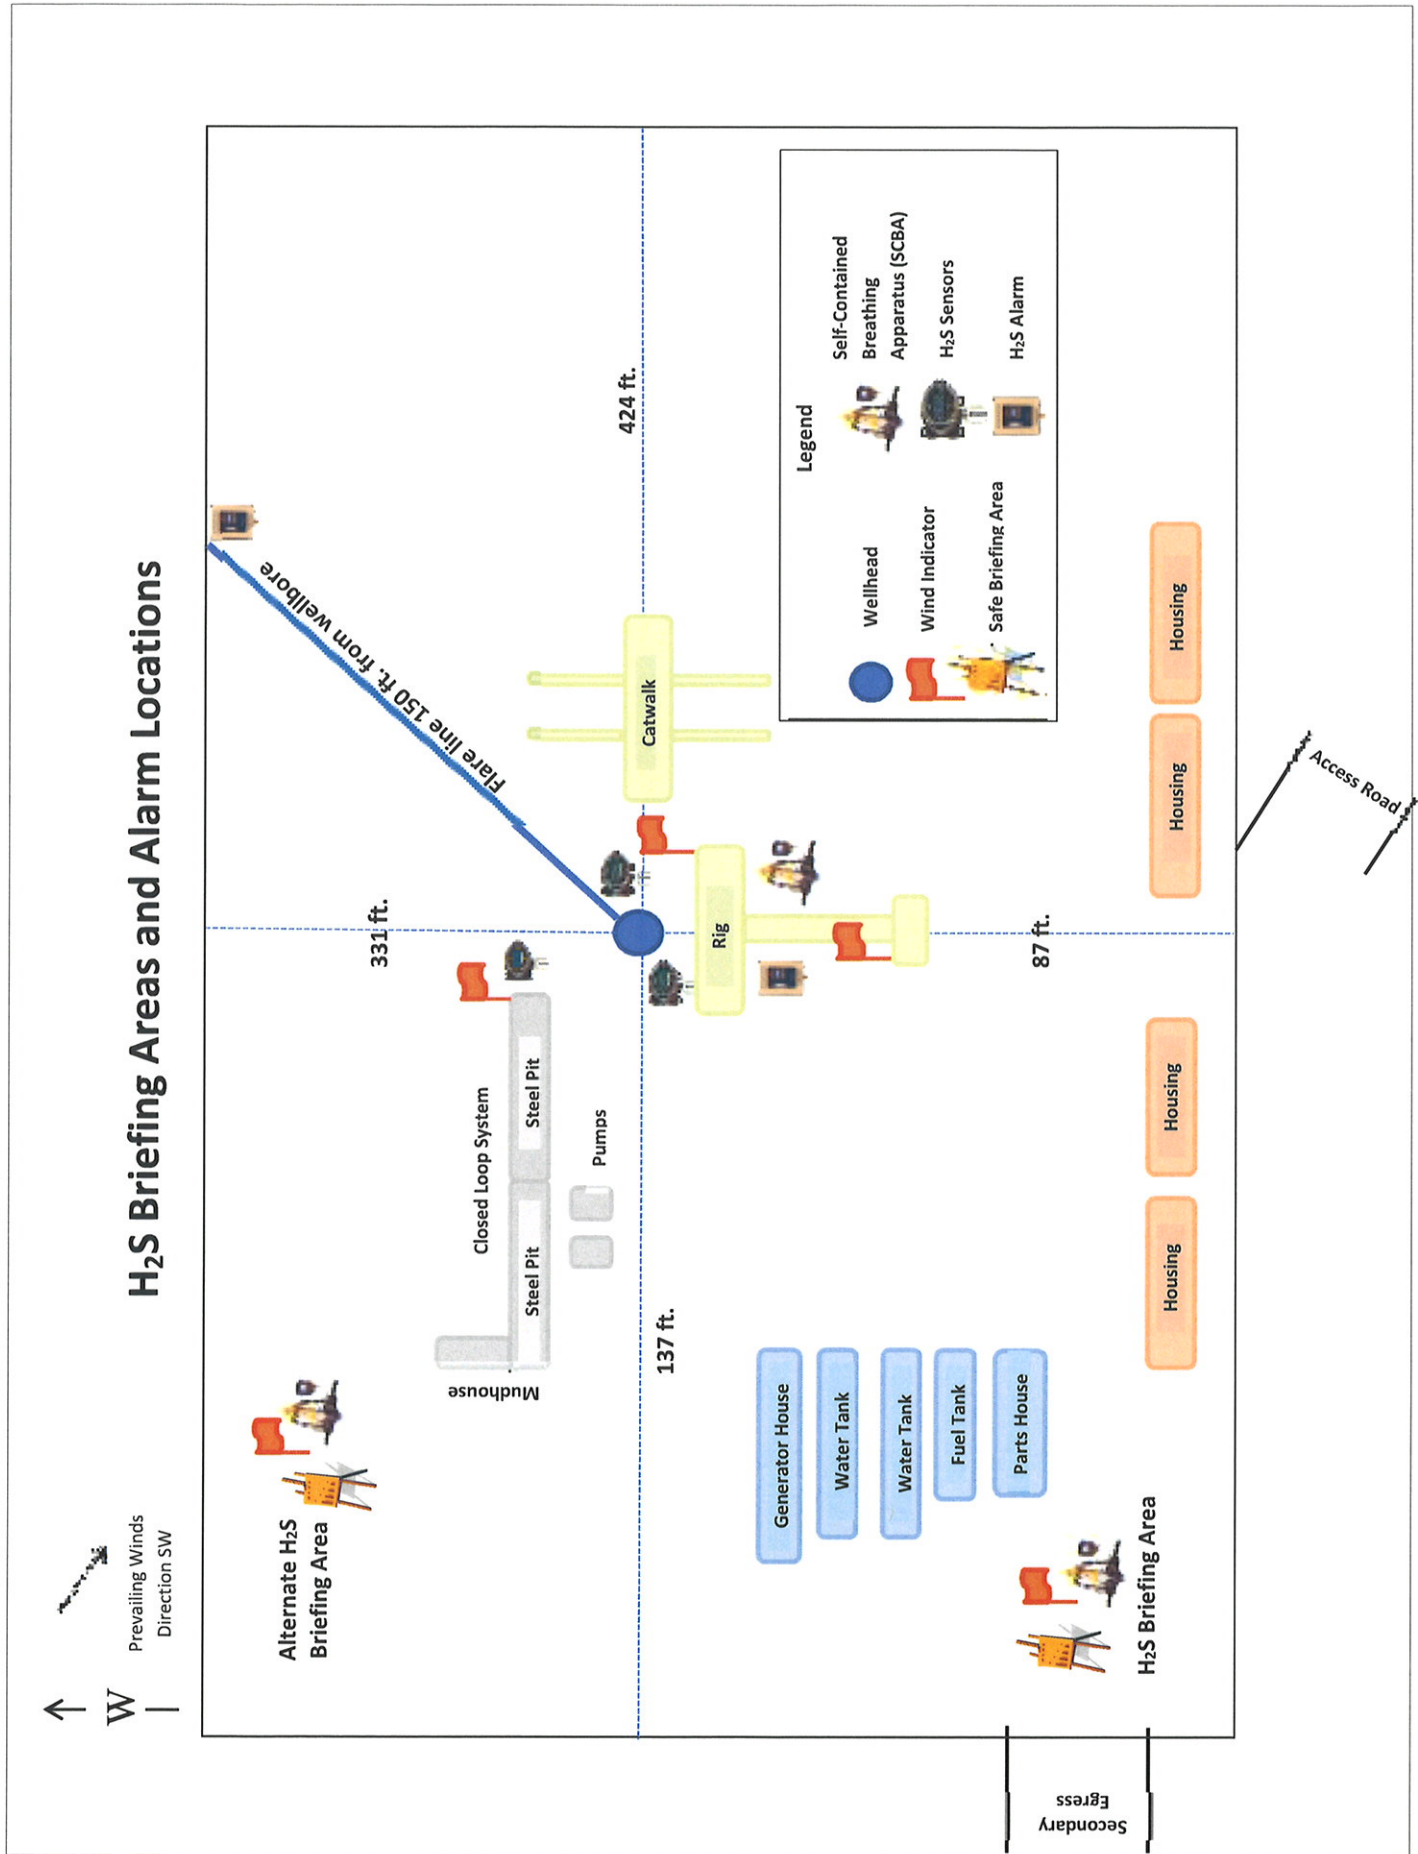 H₂S Briefing Areas and Alarm Locations
W
Prevailing Winds
Direction SW
Alternate H₂S
Briefing Area
Mudhouse
Closed Loop System
Steel Pit
Steel Pit
Pumps
331 ft.
Flare line 150 ft. from wellbore
137 ft.
424 ft.
Rig
Catwalk
87 ft.
Generator House
Water Tank
Water Tank
Fuel Tank
Parts House
H₂S Briefing Area
Housing
Housing
Housing
Housing
Legend
Wellhead
Wind Indicator
Safe Briefing Area
Self-Contained
Breathing
Apparatus (SCBA)
H₂S Sensors
H₂S Alarm
Secondary
Egress
Access Road